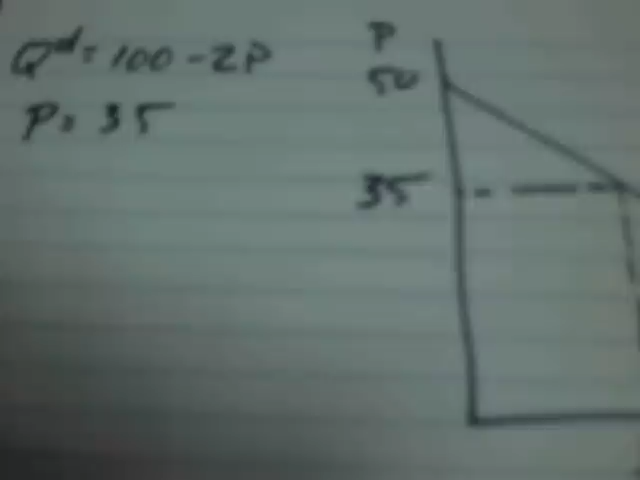 Qᵈ = 100 - 2P
P = 35
P
50
35